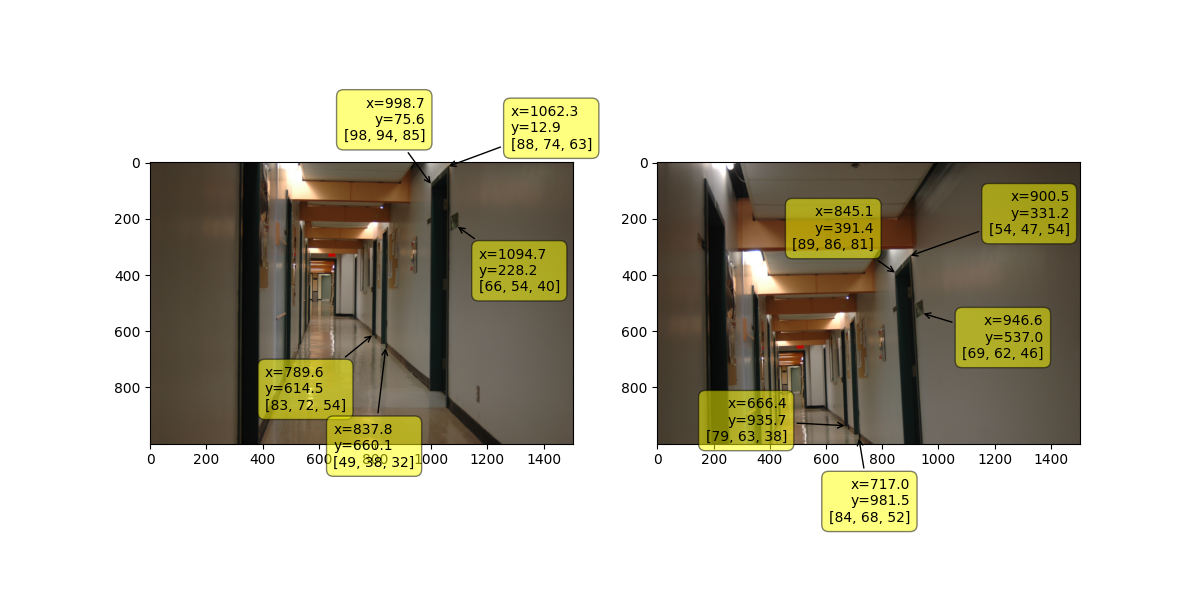 x=998.7
y=75.6
[98, 94, 85]
x=1062.3
y=12.9
[88, 74, 63]
x=1094.7
y=228.2
[66, 54, 40]
x=789.6
y=614.5
[83, 72, 54]
x=837.8
y=660.1
[49, 38, 32]
0
200
400
600
800
0
200
400
600
800
1000
1200
1400
x=845.1
y=391.4
[89, 86, 81]
x=900.5
y=331.2
[54, 47, 54]
x=946.6
y=537.0
[69, 62, 46]
x=666.4
y=935.7
[79, 63, 38]
x=717.0
y=981.5
[84, 68, 52]
0
200
400
600
800
0
200
400
600
800
1000
1200
1400